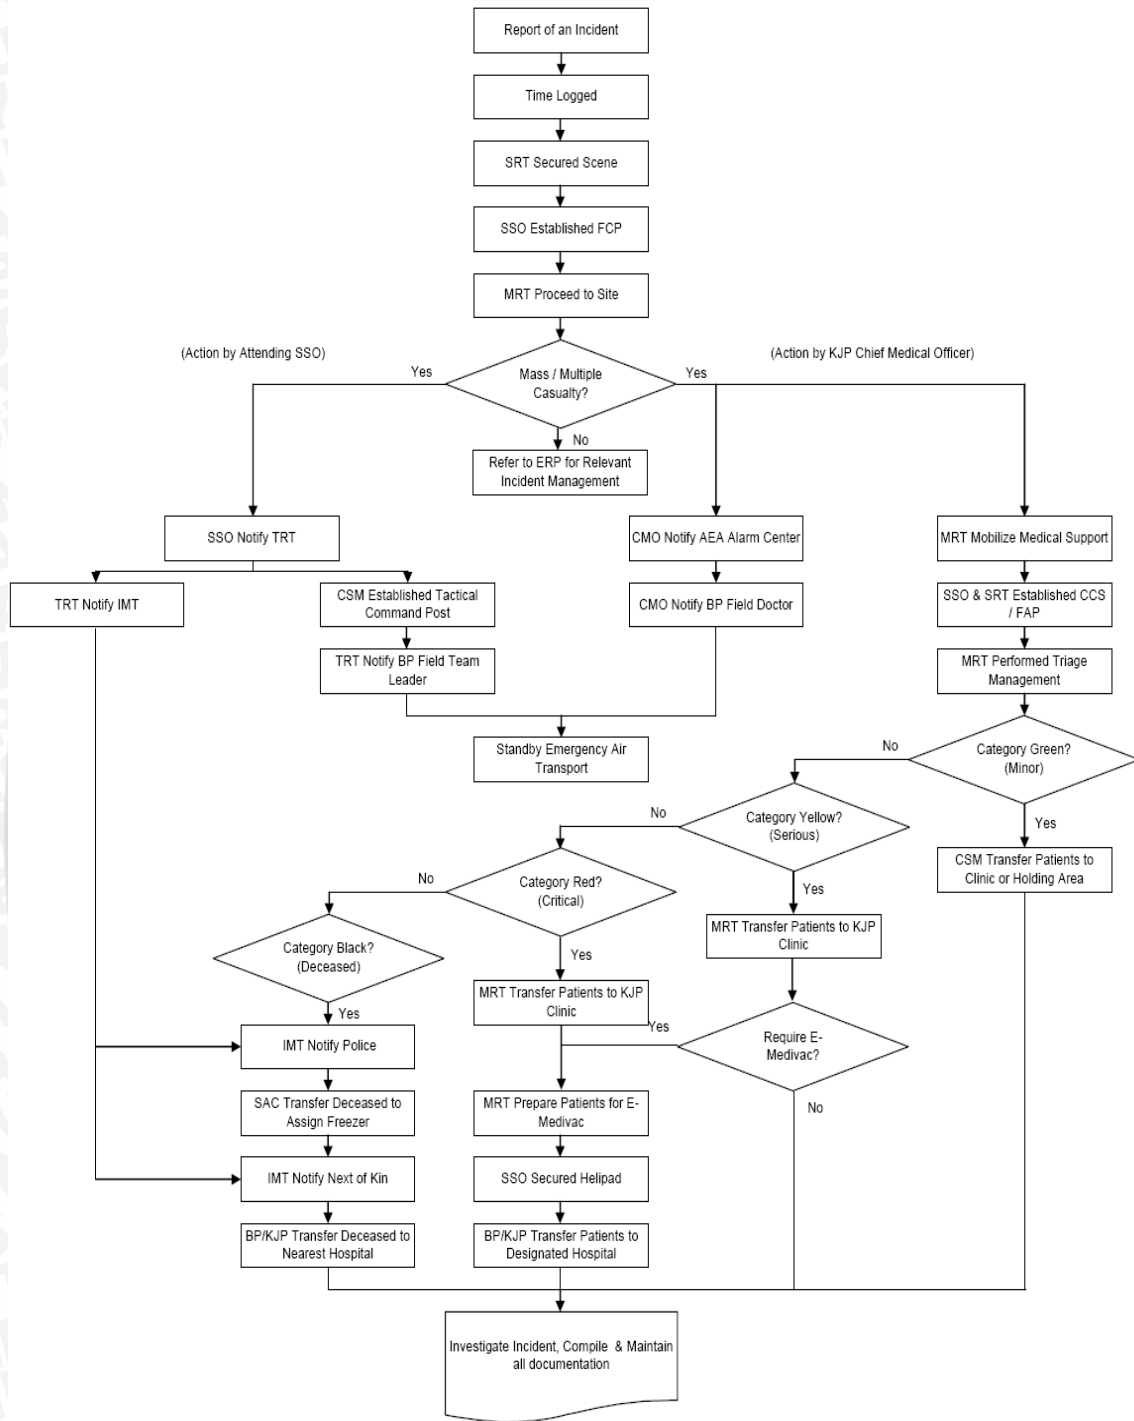 Report of an Incident
Time Logged
SRT Secured Scene
SSO Established FCP
MRT Proceed to Site
(Action by Attending SSO)
(Action by KJP Chief Medical Officer)
Yes
Mass / Multiple
Casualty?
Yes
No
Refer to ERP for Relevant
Incident Management
SSO Notify TRT
CMO Notify AEA Alarm Center
MRT Mobilize Medical Support
TRT Notify IMT
CSM Established Tactical
Command Post
CMO Notify BP Field Doctor
SSO & SRT Established CCS
/ FAP
TRT Notify BP Field Team
Leader
MRT Performed Triage
Management
Standby Emergency Air
Transport
No
Category Green?
(Minor)
Yes
No
Category Yellow?
(Serious)
CSM Transfer Patients to
Clinic or Holding Area
No
Category Red?
(Critical)
Yes
MRT Transfer Patients to KJP
Clinic
Category Black?
(Deceased)
Yes
MRT Transfer Patients to KJP
Clinic
Yes
Yes
Require E-
Medivac?
No
IMT Notify Police
SAC Transfer Deceased to
Assign Freezer
MRT Prepare Patients for E-
Medivac
IMT Notify Next of Kin
SSO Secured Helipad
BP/KJP Transfer Deceased to
Nearest Hospital
BP/KJP Transfer Patients to
Designated Hospital
Investigate Incident, Compile & Maintain
all documentation